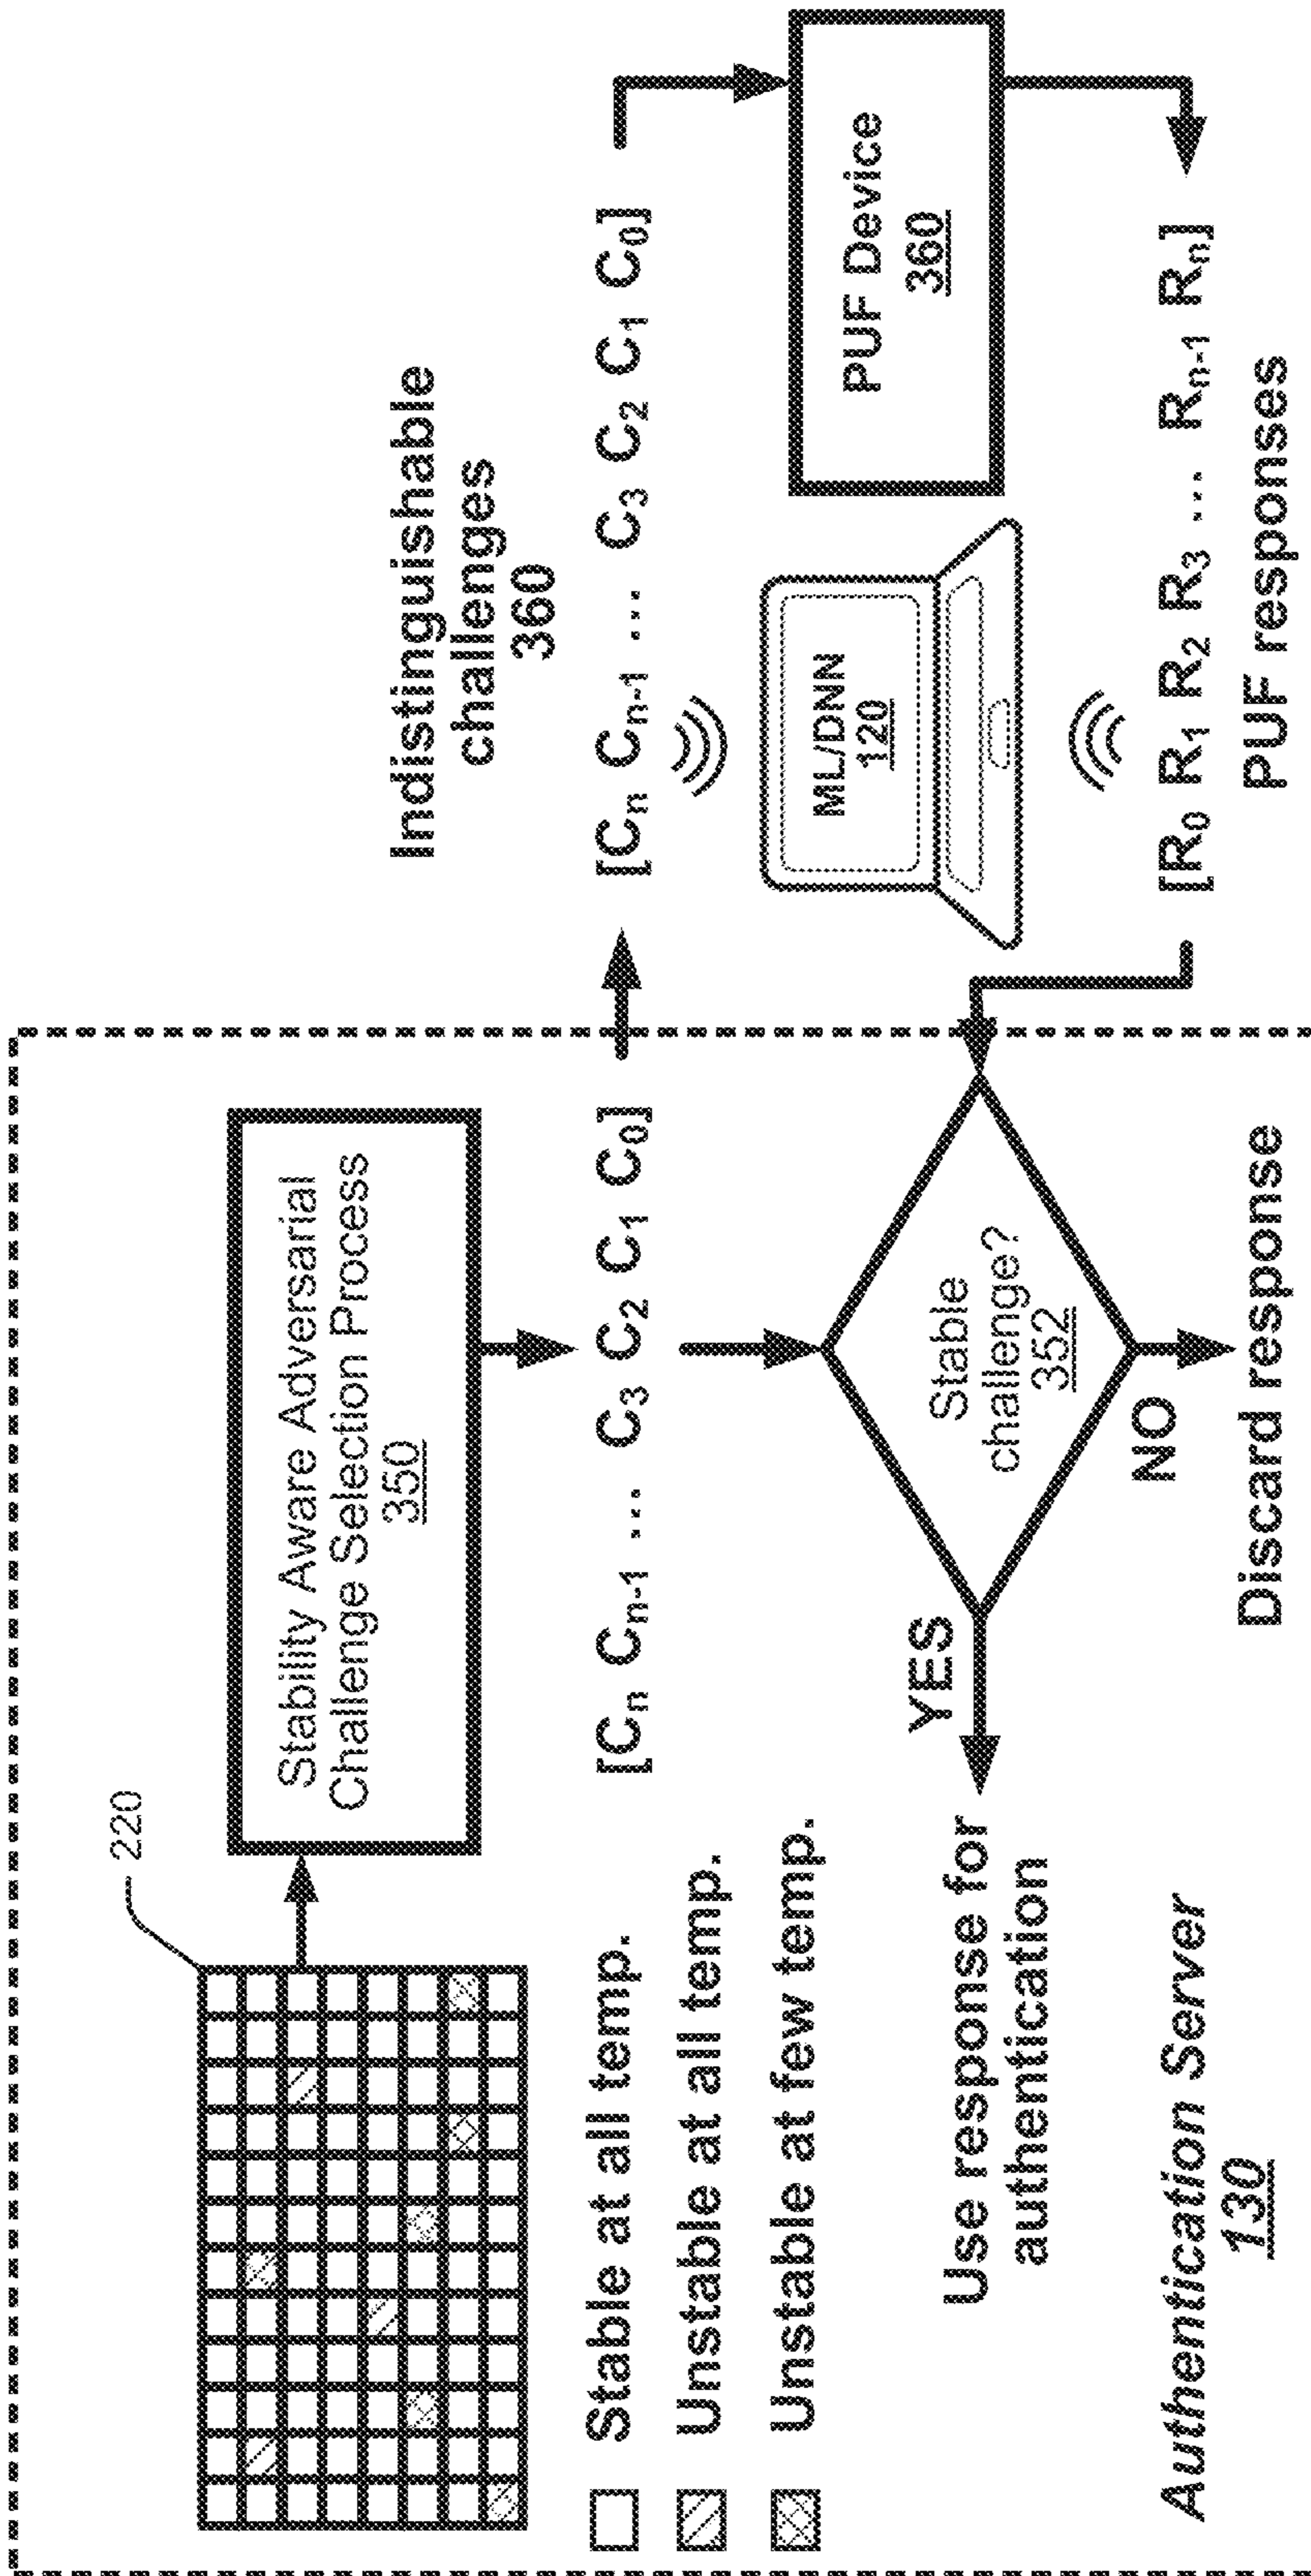 220
Stability Aware Adversarial
Challenge Selection Process
350
Stable at all temp.
Unstable at all temp.
Unstable at few temp.
[Cn Cn-1 ... C3 C2 C1 C0]
Stable
challenge?
352
YES
NO
Use response for
authentication
Discard response
Authentication Server
130
Indistinguishable
challenges
360
[Cn Cn-1 ... C3 C2 C1 C0]
ML/DNN
120
PUF Device
360
[R0 R1 R2 R3 ... Rn-1 Rn]
PUF responses